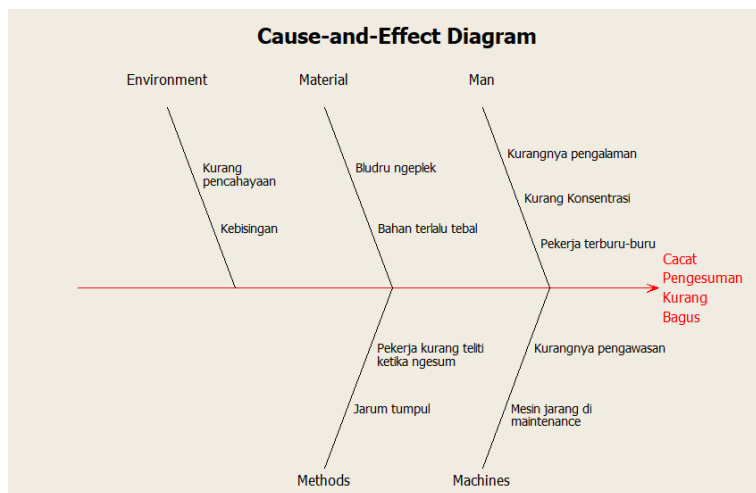 Cause-and-Effect Diagram
Environment
Material
Man
Kurang
pencahayaan
Kebisingan
Bludru ngeplek
Bahan terlalu tebal
Kurangnya pengalaman
Kurang Konsentrasi
Pekerja terburu-buru
Cacat
Pengesuman
Kurang
Bagus
Pekerja kurang teliti
ketika ngesum
Jarum tumpul
Kurangnya pengawasan
Mesin jarang di
maintenance
Methods
Machines